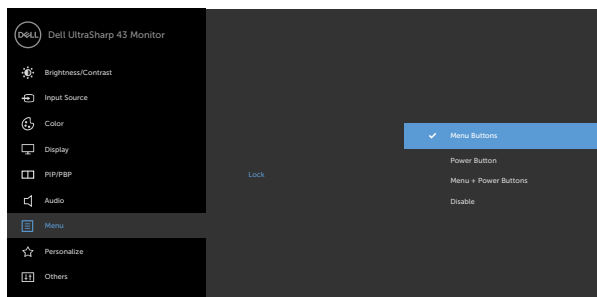 DELL Dell UltraSharp 43 Monitor
Brightness/Contrast
Input Source
Color
Display
PIP/PBP
Audio
Menu
Personalize
Others
Lock
Menu Buttons
Power Button
Menu + Power Buttons
Disable